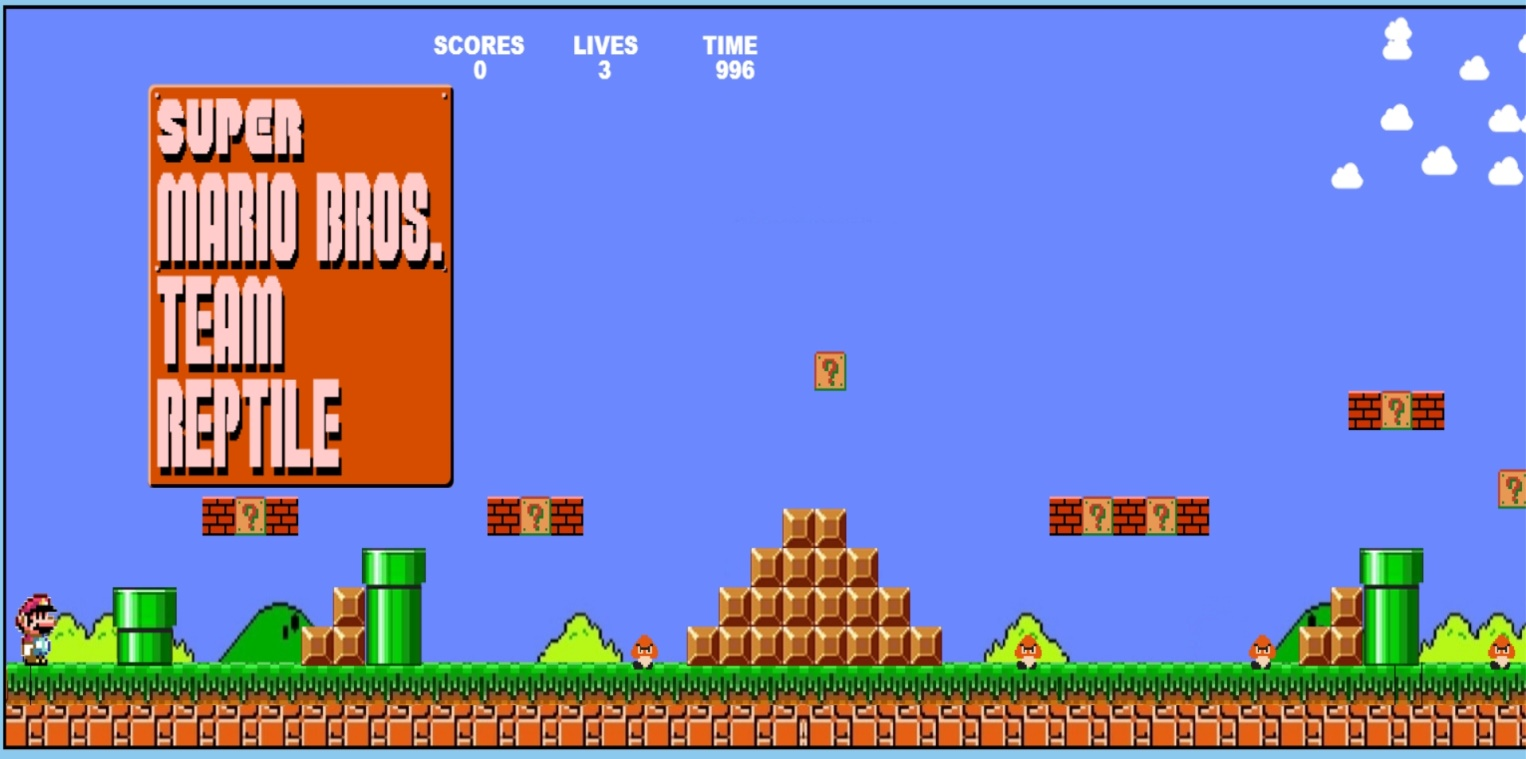 SCORES LIVES TIME
0 3 996
SUPER
MARIO BROS.
TEAM
REPTILE
?
?
?
? ? ? ?
?